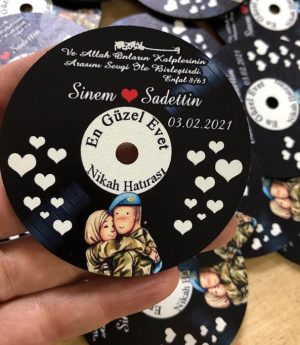 Ve Allah Onların Kalplerinin
Arasını Sevgi İle Birleştirdi.
Enfal 8/63
Sinem Sadettin
03.02.2021
En Güzel Evet
Nikah Hatırası